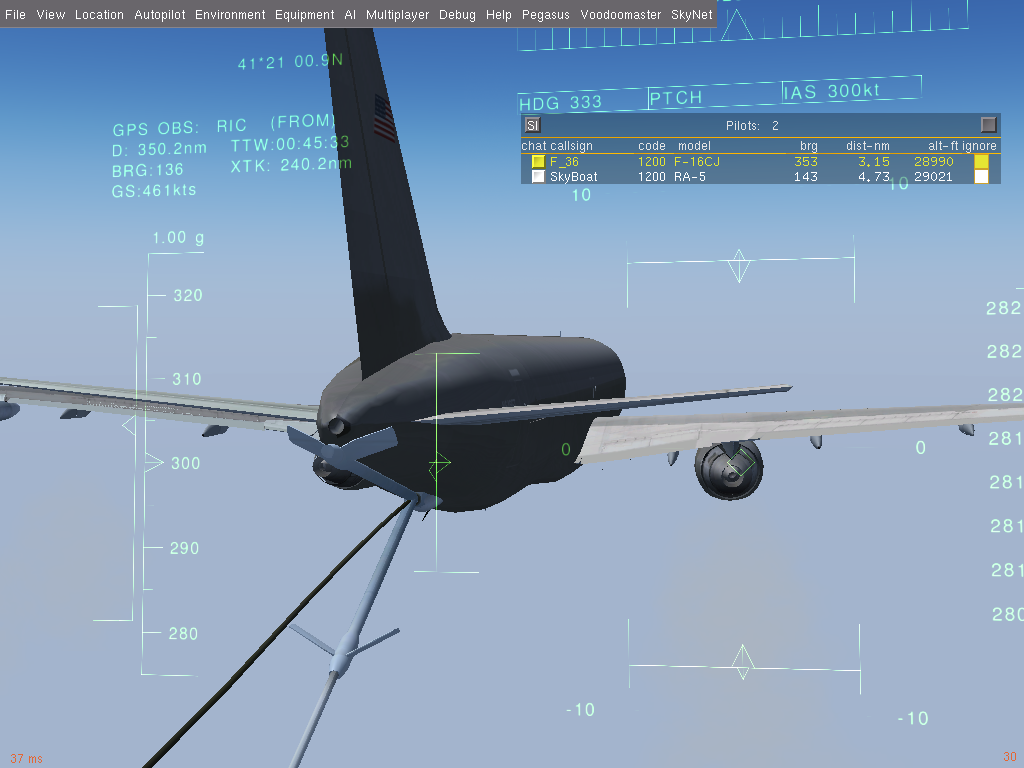 File View Location Autopilot Environment Equipment AI Multiplayer Debug Help Pegasus Voodoomaster SkyNet
41°21 00.9N
HDG 333 PTCH IAS 300kt
GPS OBS: RIC (FROM)
D: 350.2nm TTW:00:45:33
BRG:136 XTK: 240.2nm
GS:461kts
SI Pilots: 2
chat callsign code model brg dist-nm alt-ft ignore
F_36 1200 F-16CJ 353 3.15 28990
SkyBoat 1200 RA-5 143 4.73 29021
10 10
1.00 g
320
310
300
290
280
0 0
282
282
282
281
281
281
281
280
-10 -10
37 ms 30